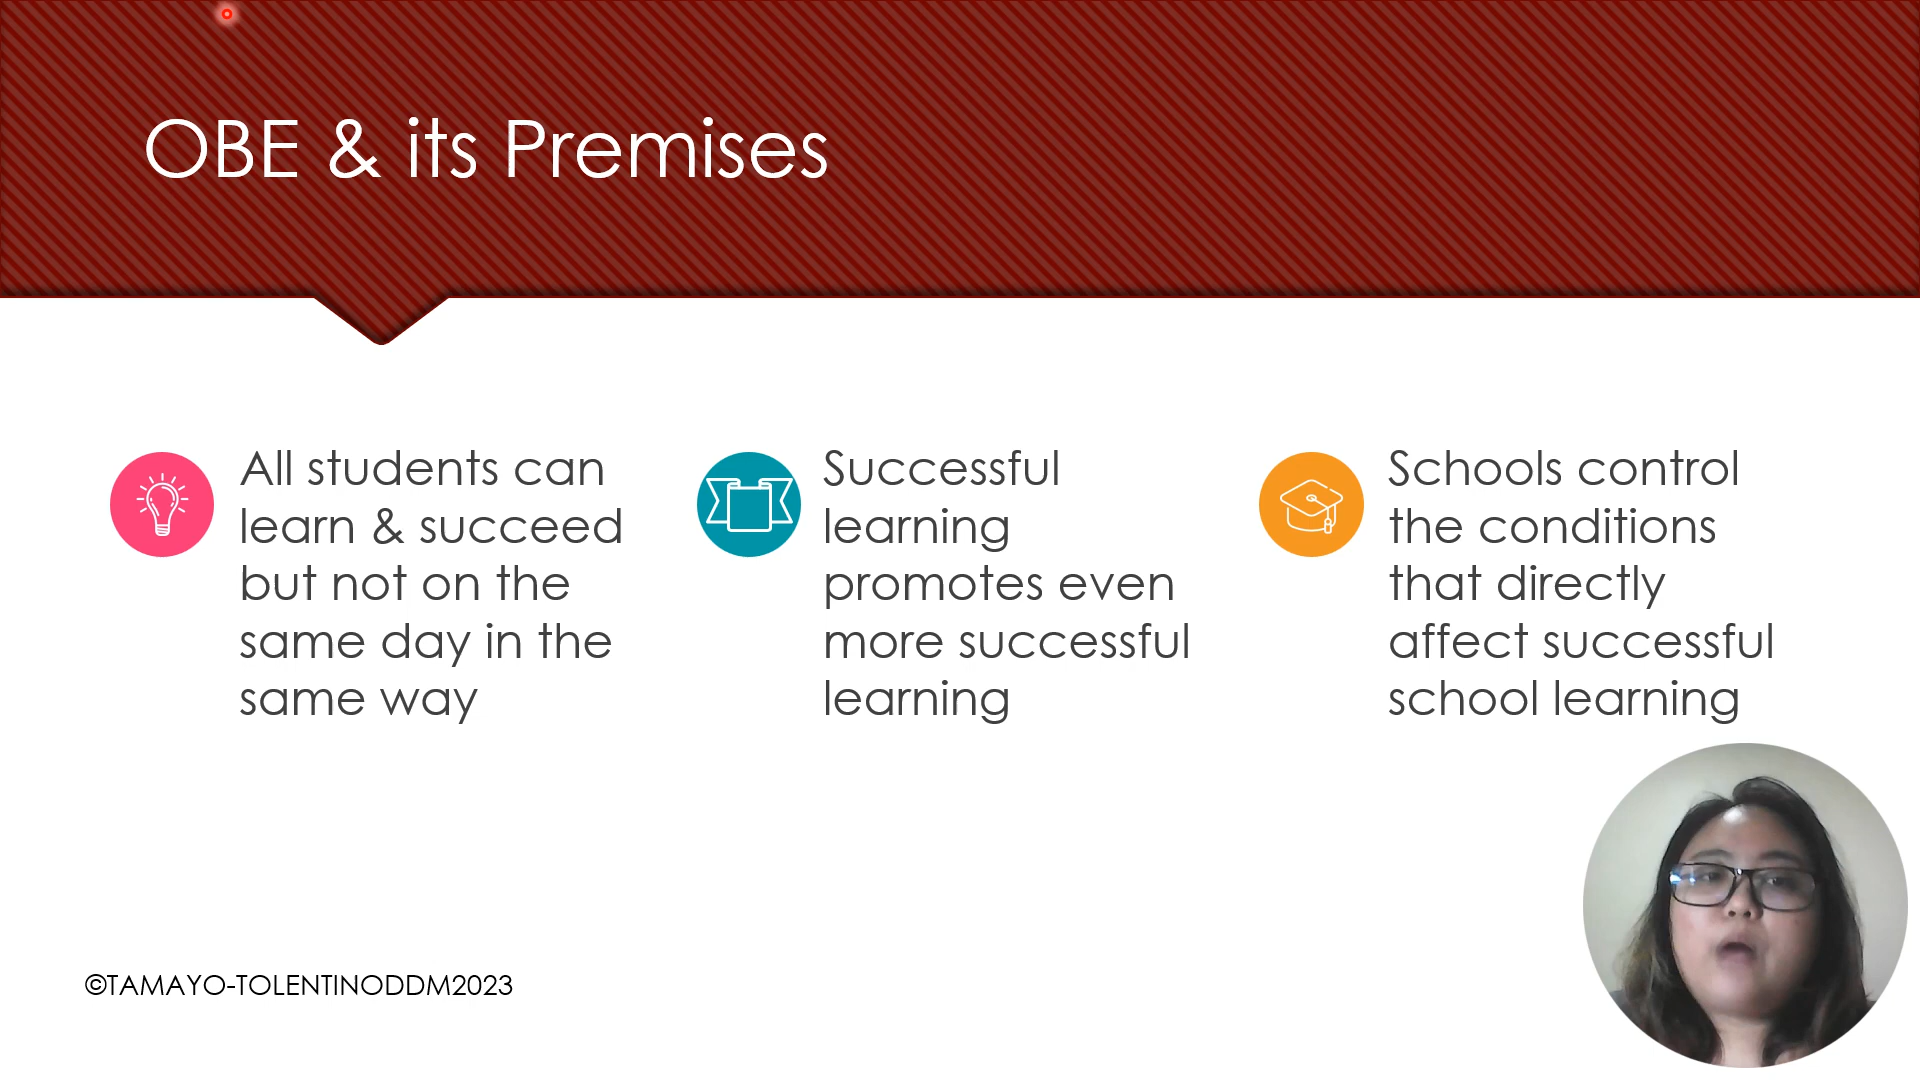 OBE & its Premises
All students can
learn & succeed
but not on the
same day in the
same way
Successful
learning
promotes even
more successful
learning
Schools control
the conditions
that directly
affect successful
school learning
©TAMAYO-TOLENTINODDM2023